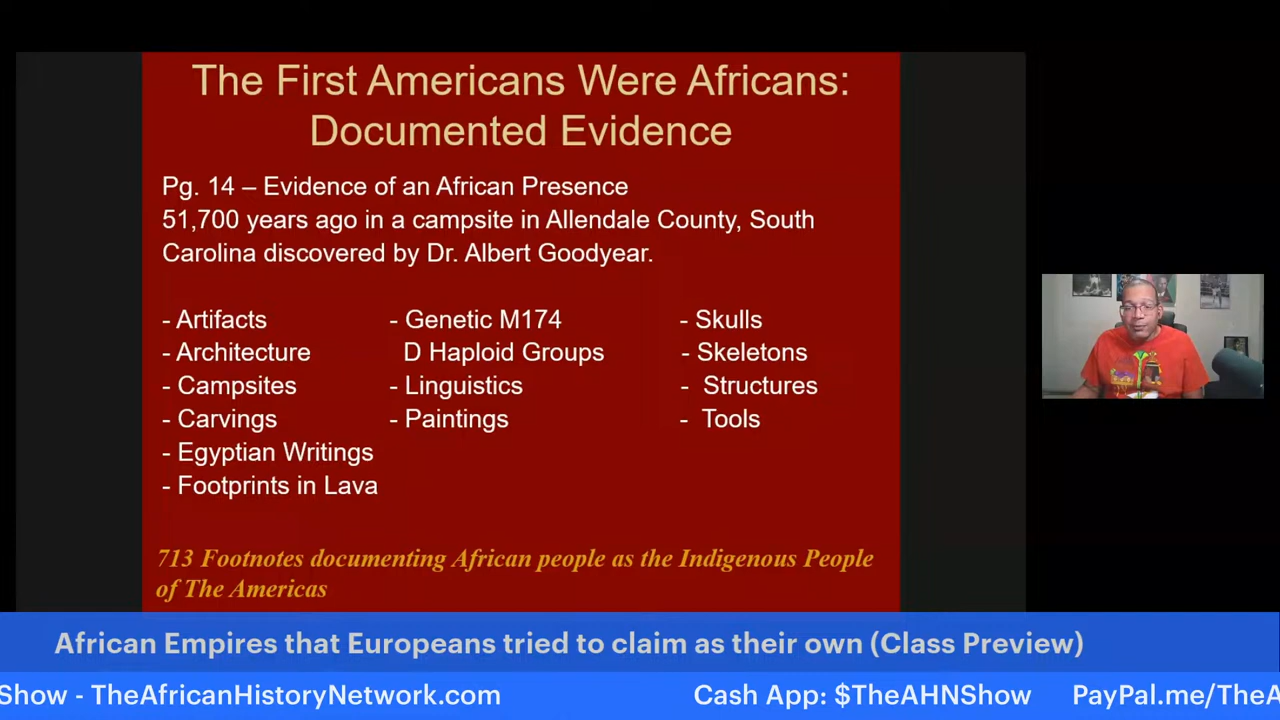 The First Americans Were Africans:
Documented Evidence
Pg. 14 – Evidence of an African Presence
51,700 years ago in a campsite in Allendale County, South
Carolina discovered by Dr. Albert Goodyear.
- Artifacts
- Architecture
- Campsites
- Carvings
- Egyptian Writings
- Footprints in Lava
- Genetic M174
D Haploid Groups
- Linguistics
- Paintings
- Skulls
- Skeletons
- Structures
- Tools
713 Footnotes documenting African people as the Indigenous People
of The Americas
African Empires that Europeans tried to claim as their own (Class Preview)
Show - TheAfricanHistoryNetwork.com Cash App: $TheAHNShow PayPal.me/TheA